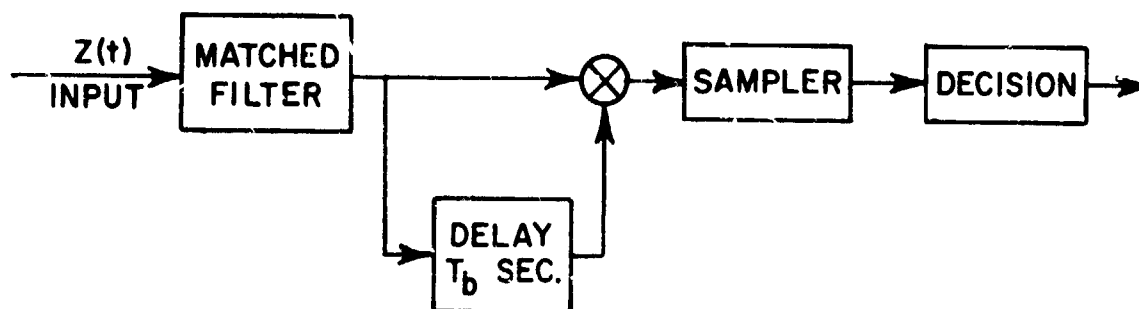 Z(t)
INPUT
MATCHED
FILTER
SAMPLER
DECISION
DELAY
T_b SEC.